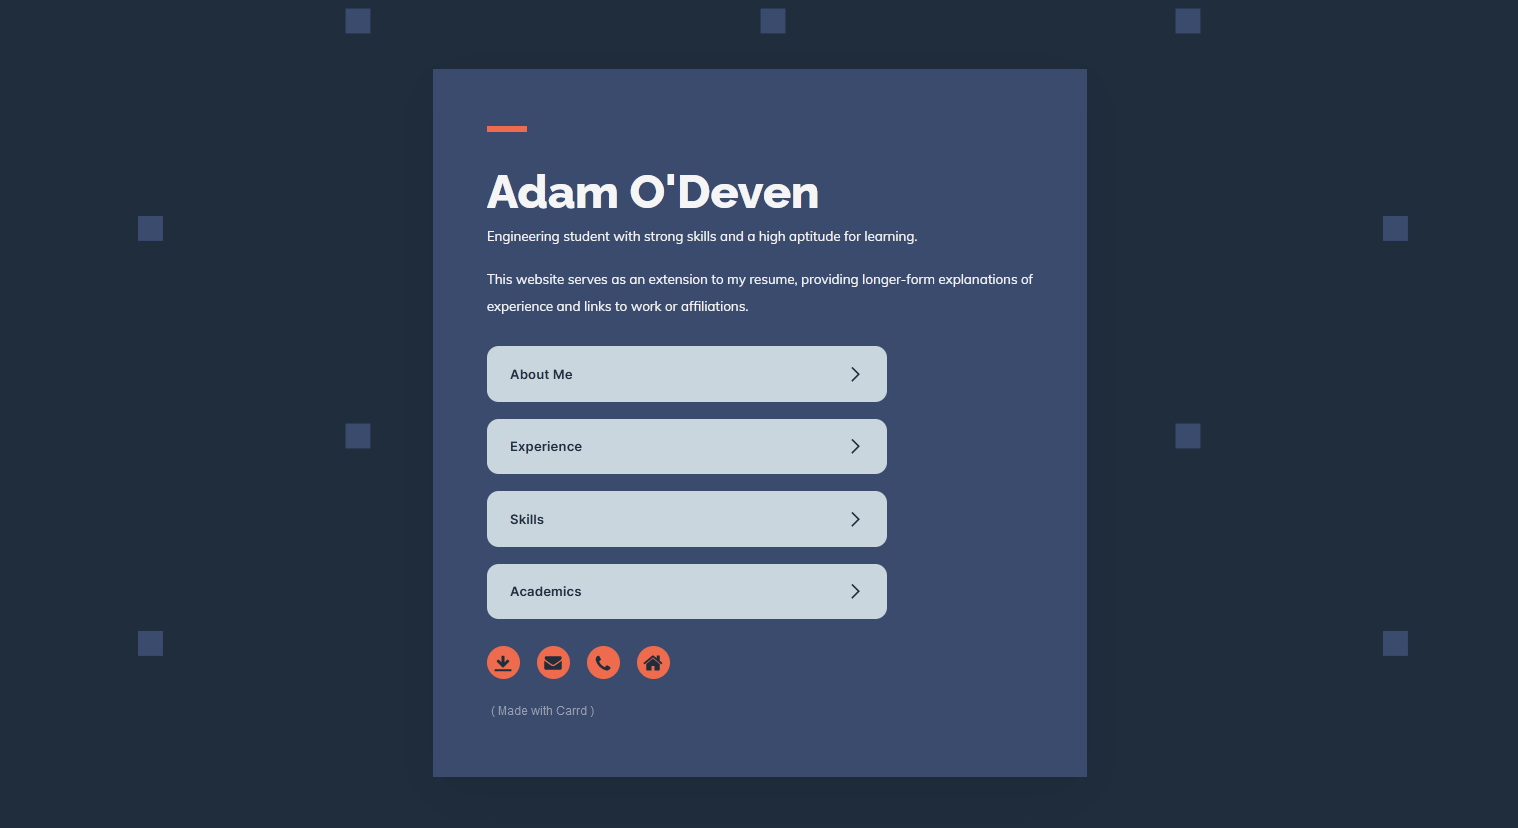 Adam O'Deven
Engineering student with strong skills and a high aptitude for learning.
This website serves as an extension to my resume, providing longer-form explanations of
experience and links to work or affiliations.
About Me
Experience
Skills
Academics
( Made with Carrd )